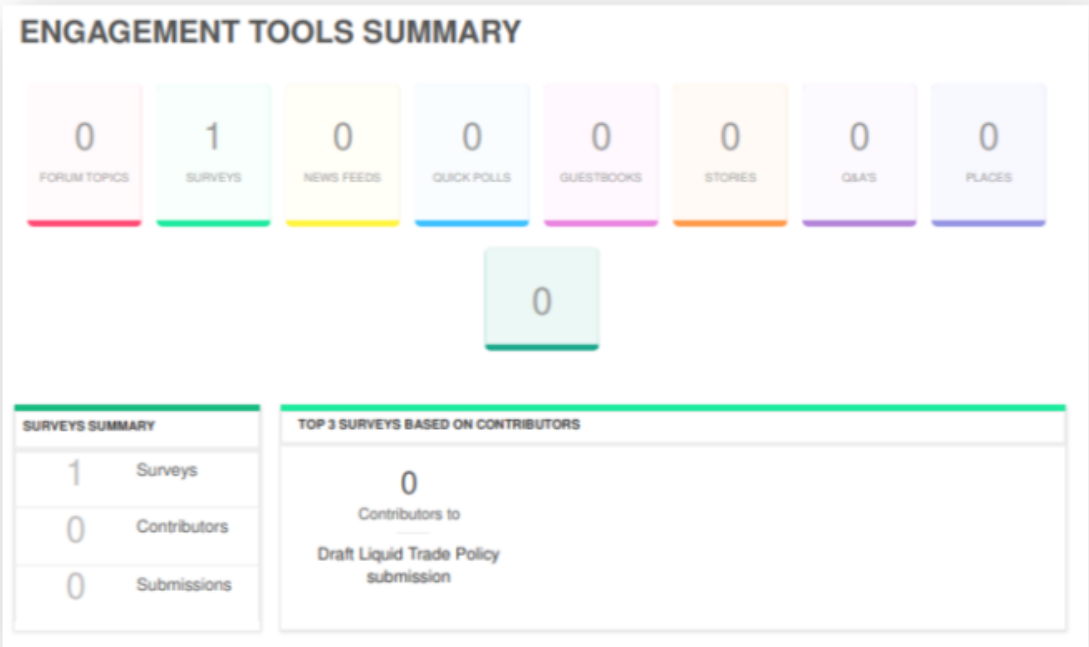 ENGAGEMENT TOOLS SUMMARY
0 1 0 0 0 0 0 0
FORUM TOPICS SURVEYS NEWS FEEDS QUICK POLLS GUESTBOOKS STORIES Q&A'S PLACES
0
SURVEYS SUMMARY
1 Surveys
0 Contributors
0 Submissions
TOP 3 SURVEYS BASED ON CONTRIBUTORS
0
Contributors to
Draft Liquid Trade Policy
submission